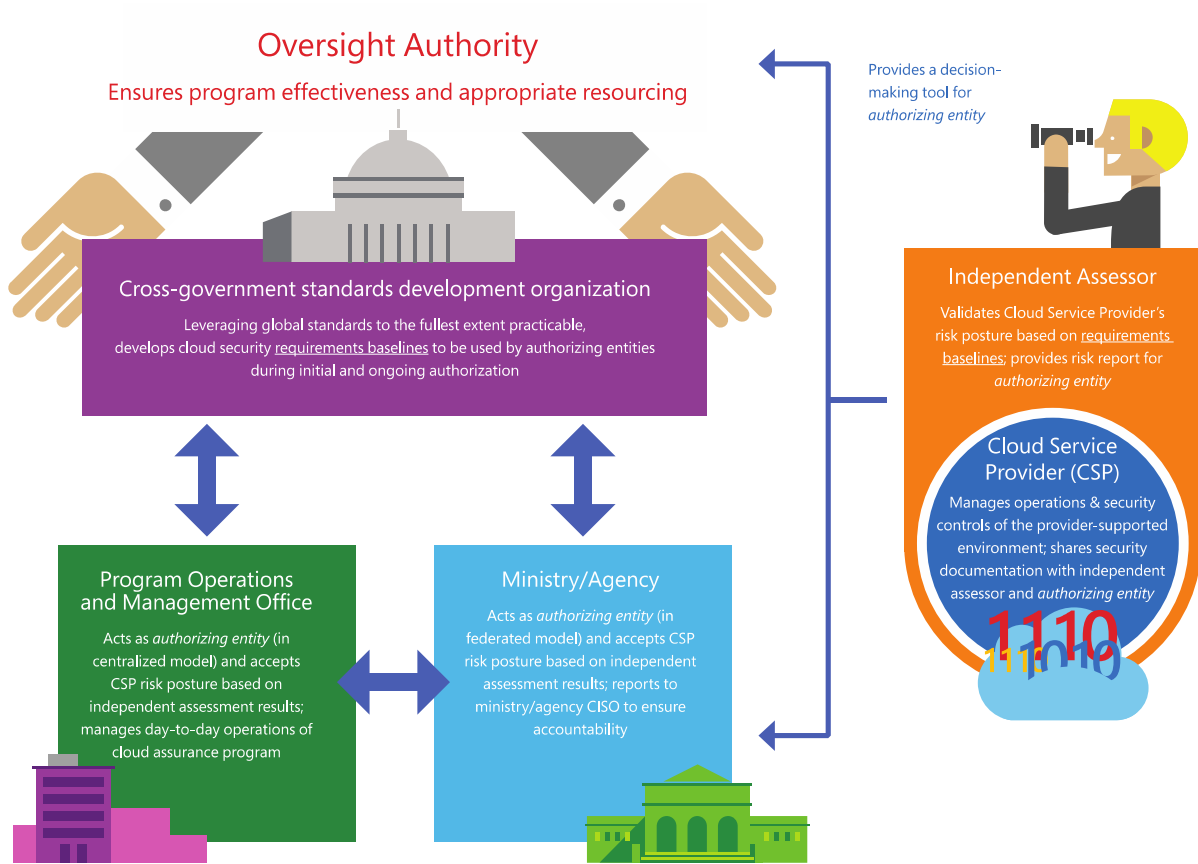 Oversight Authority
Ensures program effectiveness and appropriate resourcing
Cross-government standards development organization
Leveraging global standards to the fullest extent practicable,
develops cloud security requirements baselines to be used by authorizing entities
during initial and ongoing authorization
Program Operations
and Management Office
Acts as authorizing entity (in
centralized model) and accepts
CSP risk posture based on
independent assessment results;
manages day-to-day operations of
cloud assurance program
Ministry/Agency
Acts as authorizing entity (in
federated model) and accepts CSP
risk posture based on independent
assessment results; reports to
ministry/agency CISO to ensure
accountability
Provides a decision-
making tool for
authorizing entity
Independent Assessor
Validates Cloud Service Provider's
risk posture based on requirements
baselines; provides risk report for
authorizing entity
Cloud Service
Provider (CSP)
Manages operations & security
controls of the provider-supported
environment; shares security
documentation with independent
assessor and authorizing entity
1110
1110
1010